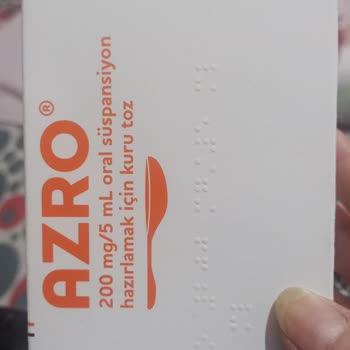 AZRO®
200 mg/5 mL oral süspansiyon
hazırlamak için kuru toz